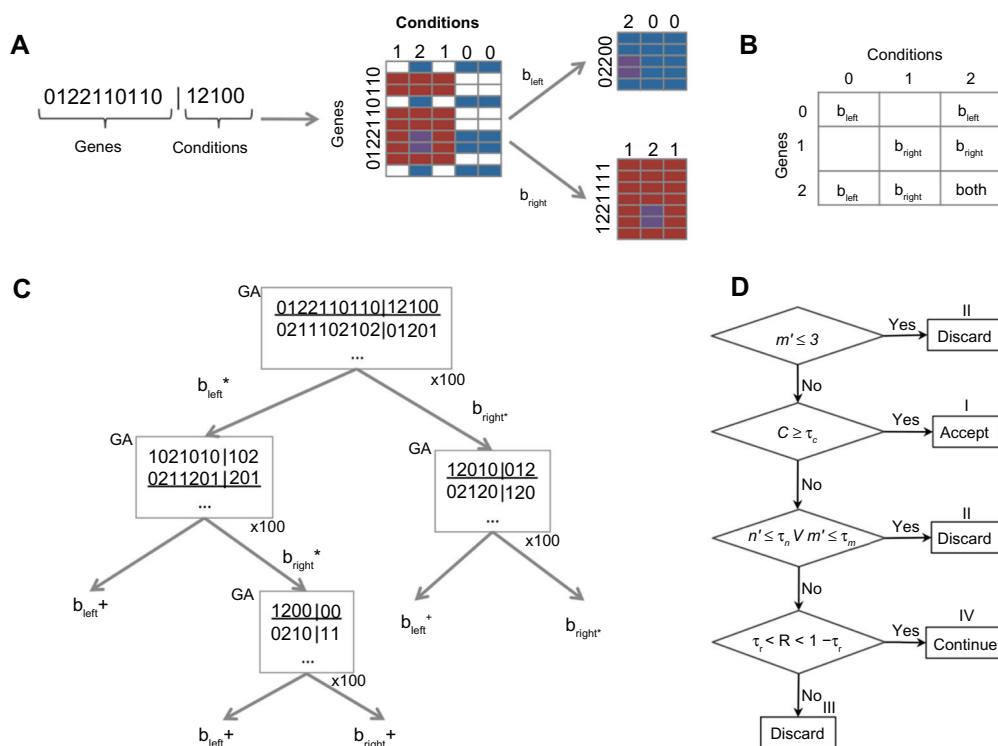 A
0122110110 |12100
Genes
Conditions
Conditions
1 2 1 0 0
Genes
0122110110
b_left
b_right
2 0 0
02200
1 2 1
1221111
B
Conditions
0 1 2
Genes
0 b_left b_left
1 b_right b_right
2 b_left b_right both
C
GA
0122110110|12100
0211102102|01201
...
x100
b_left*
b_right*
GA
1021010|102
0211201|201
...
x100
GA
12010|012
02120|120
...
x100
b_left+
b_right*
b_left+
b_right*
GA
1200|00
0210|11
...
x100
b_left+
b_right+
D
m' ≤ 3
Yes
II
Discard
No
C ≥ τ_c
Yes
I
Accept
No
n' ≤ τ_n V m' ≤ τ_m
Yes
II
Discard
No
τ_r < R < 1 −τ_r
Yes
IV
Continue
No
III
Discard